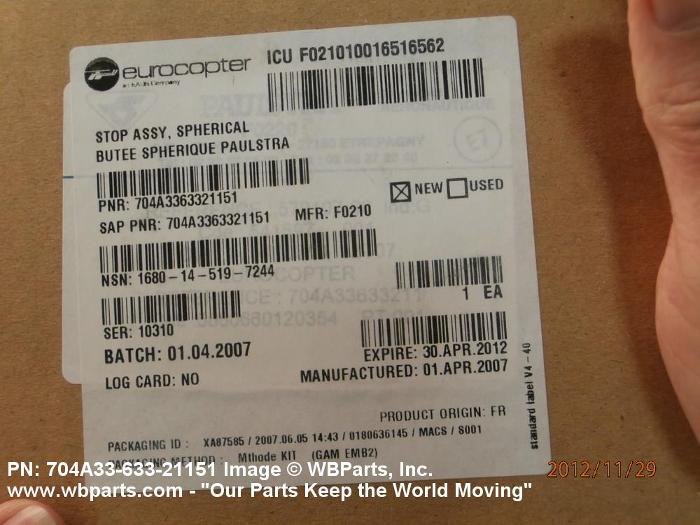 eurocopter
ICU F021010016516562
STOP ASSY, SPHERICAL
BUTEE SPHERIQUE PAULSTRA
PNR: 704A3363321151
NEW USED
SAP PNR: 704A3363321151 MFR: F0210
NSN: 1680-14-519-7244
1 EA
SER: 10310
BATCH: 01.04.2007
EXPIRE: 30.APR.2012
LOG CARD: NO
MANUFACTURED: 01.APR.2007
PRODUCT ORIGIN: FR
standard label V4 - 40
PACKAGING ID : XA87585 / 2007.06.05 14:43 / 0180636145 / MACS / S001
PACKAGING METHOD : Mthode KIT (GAM EMB2)
PN: 704A33-633-21151 Image © WBParts, Inc.
2012/11/29
www.wbparts.com - "Our Parts Keep the World Moving"